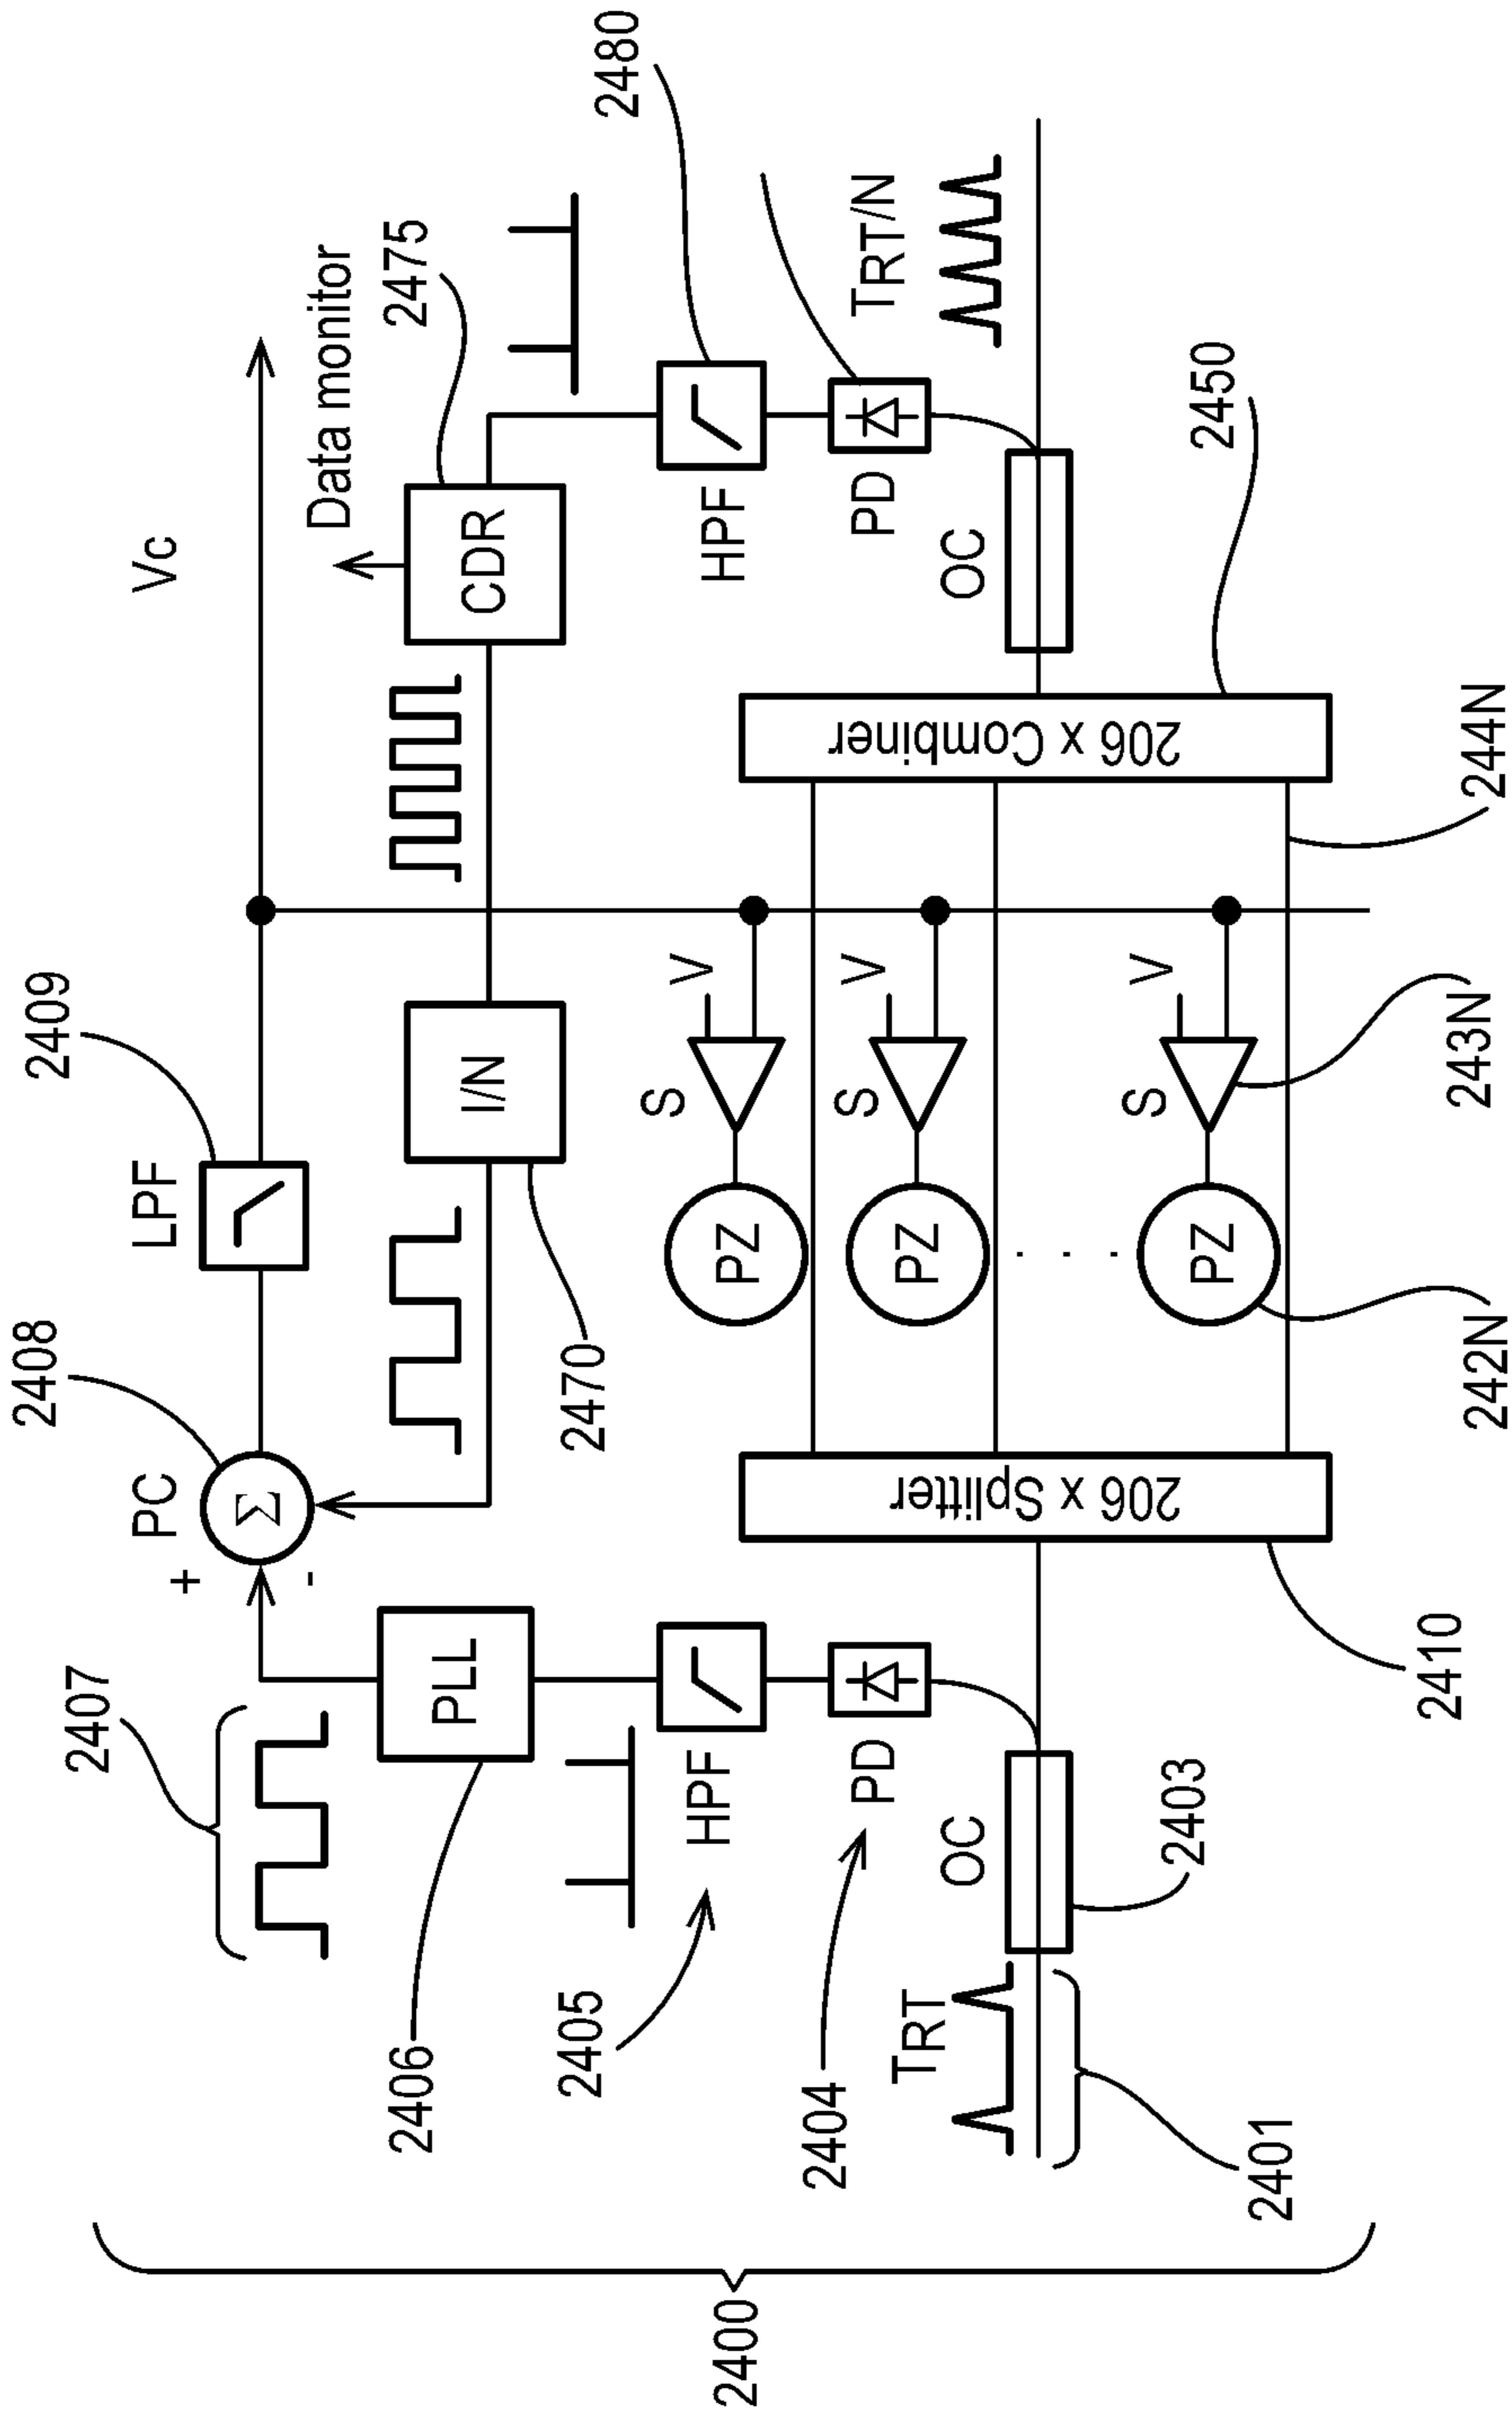 2400
2407
2408
2409
PC
LPF
Vc
+
-
Σ
Data monitor
2475
2480
PLL
I/N
CDR
2406
2470
2405
HPF
HPF
2404
PD
PD
S
V
PZ
S
V
PZ
. . .
S
V
PZ
TRT
OC
OC
TRT/N
206 x Splitter
206 x Combiner
2401
2403
2410
242N
243N
244N
2450